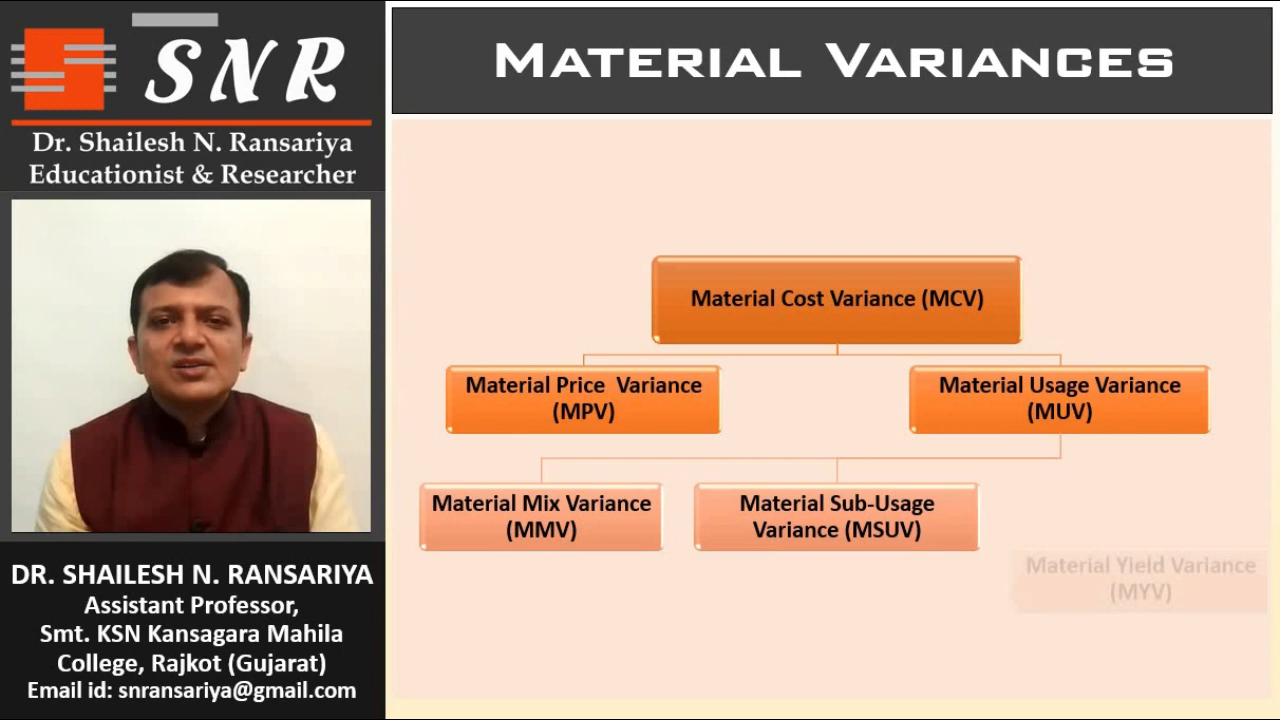 SNR
Dr. Shailesh N. Ransariya
Educationist & Researcher
DR. SHAILESH N. RANSARIYA
Assistant Professor,
Smt. KSN Kansagara Mahila
College, Rajkot (Gujarat)
Email id: snransariya@gmail.com
MATERIAL VARIANCES
Material Cost Variance (MCV)
Material Price Variance
(MPV)
Material Usage Variance
(MUV)
Material Mix Variance
(MMV)
Material Sub-Usage
Variance (MSUV)
Material Yield Variance
(MYV)